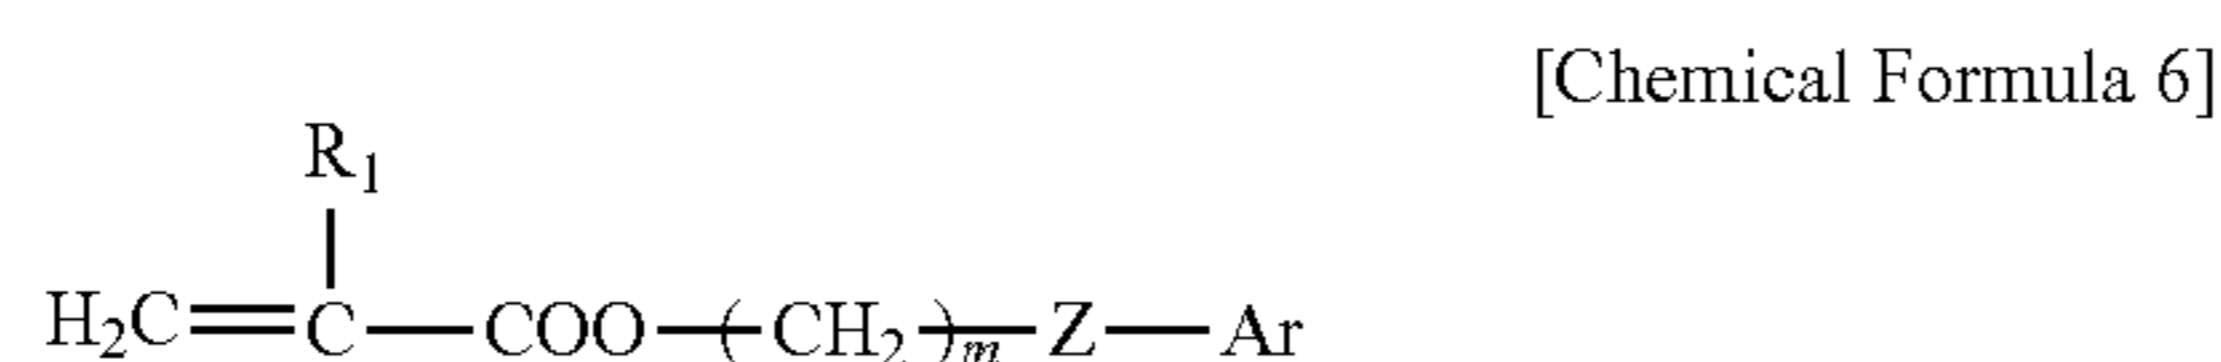 [Chemical Formula 6]
R₁
H₂C=C—COO—(CH₂)ₘ—Z—Ar